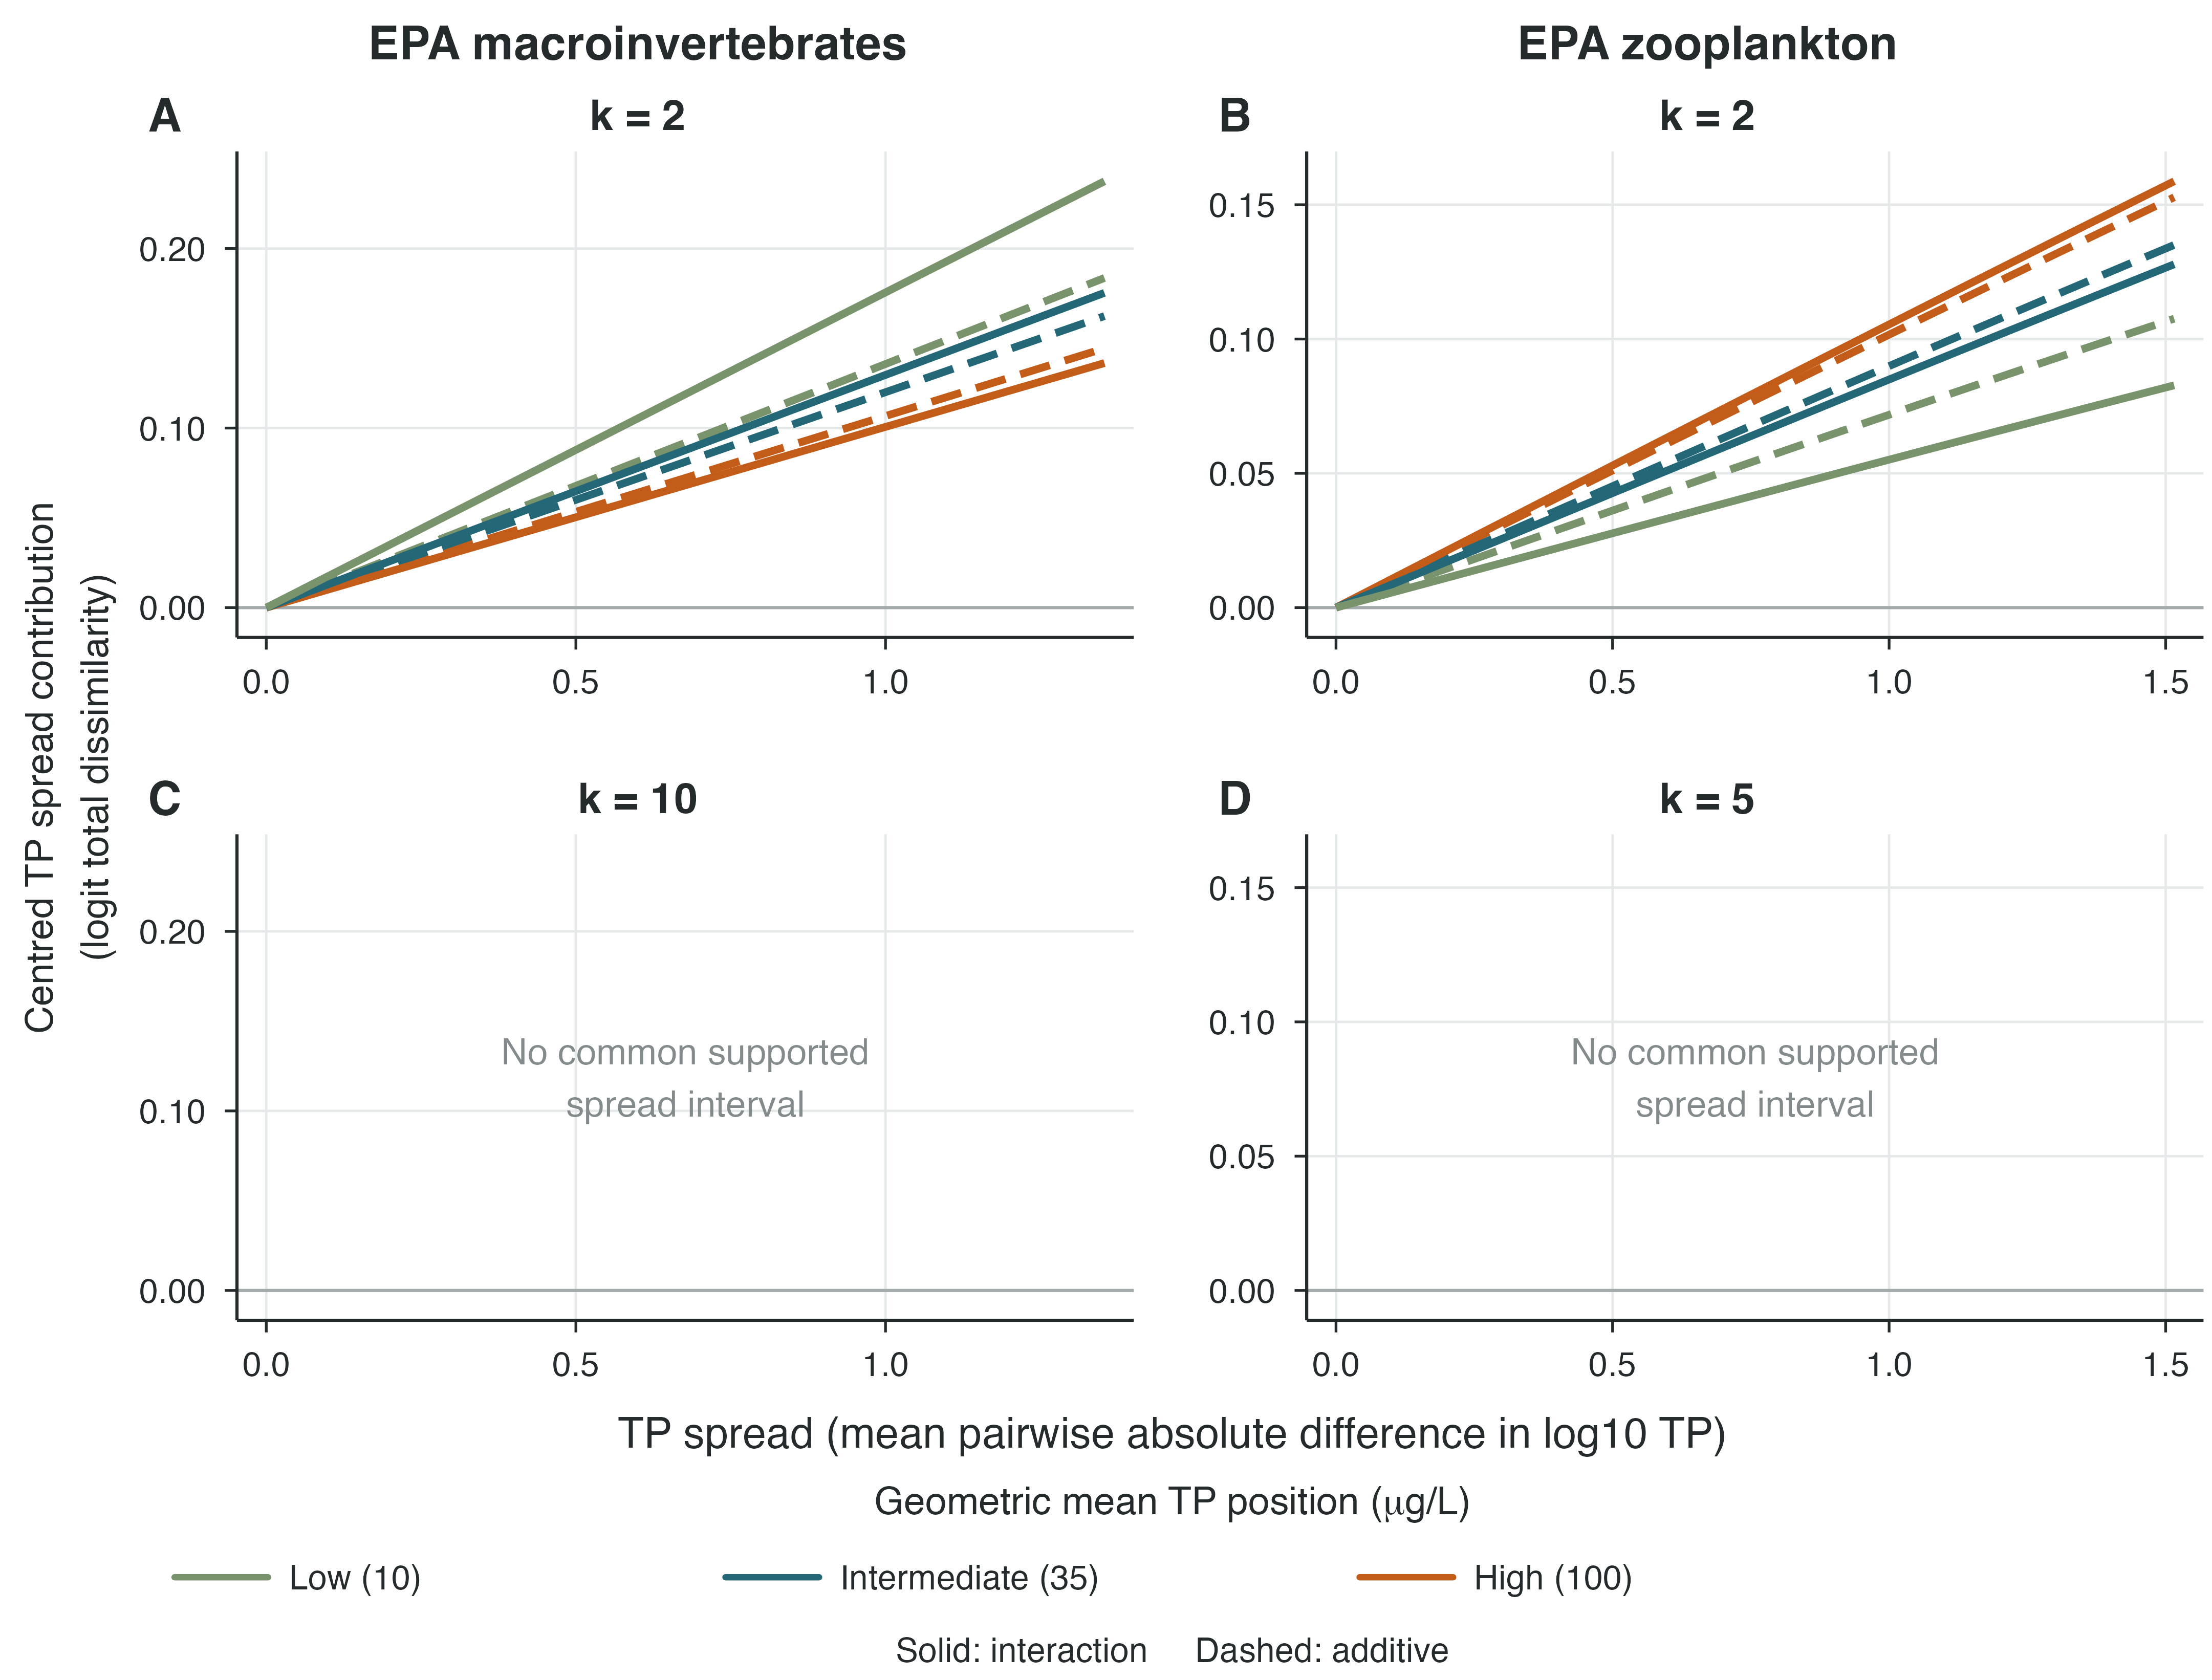 EPA macroinvertebrates
EPA zooplankton
A
k = 2
B
k = 2
0.20
0.10
0.00
0.0
0.5
1.0
0.15
0.10
0.05
0.00
0.0
0.5
1.0
1.5
Centred TP spread contribution
(logit total dissimilarity)
C
k = 10
D
k = 5
0.20
0.10
0.00
No common supported
spread interval
0.0
0.5
1.0
0.15
0.10
0.05
0.00
No common supported
spread interval
0.0
0.5
1.0
1.5
TP spread (mean pairwise absolute difference in log10 TP)
Geometric mean TP position (μg/L)
Low (10)
Intermediate (35)
High (100)
Solid: interaction Dashed: additive